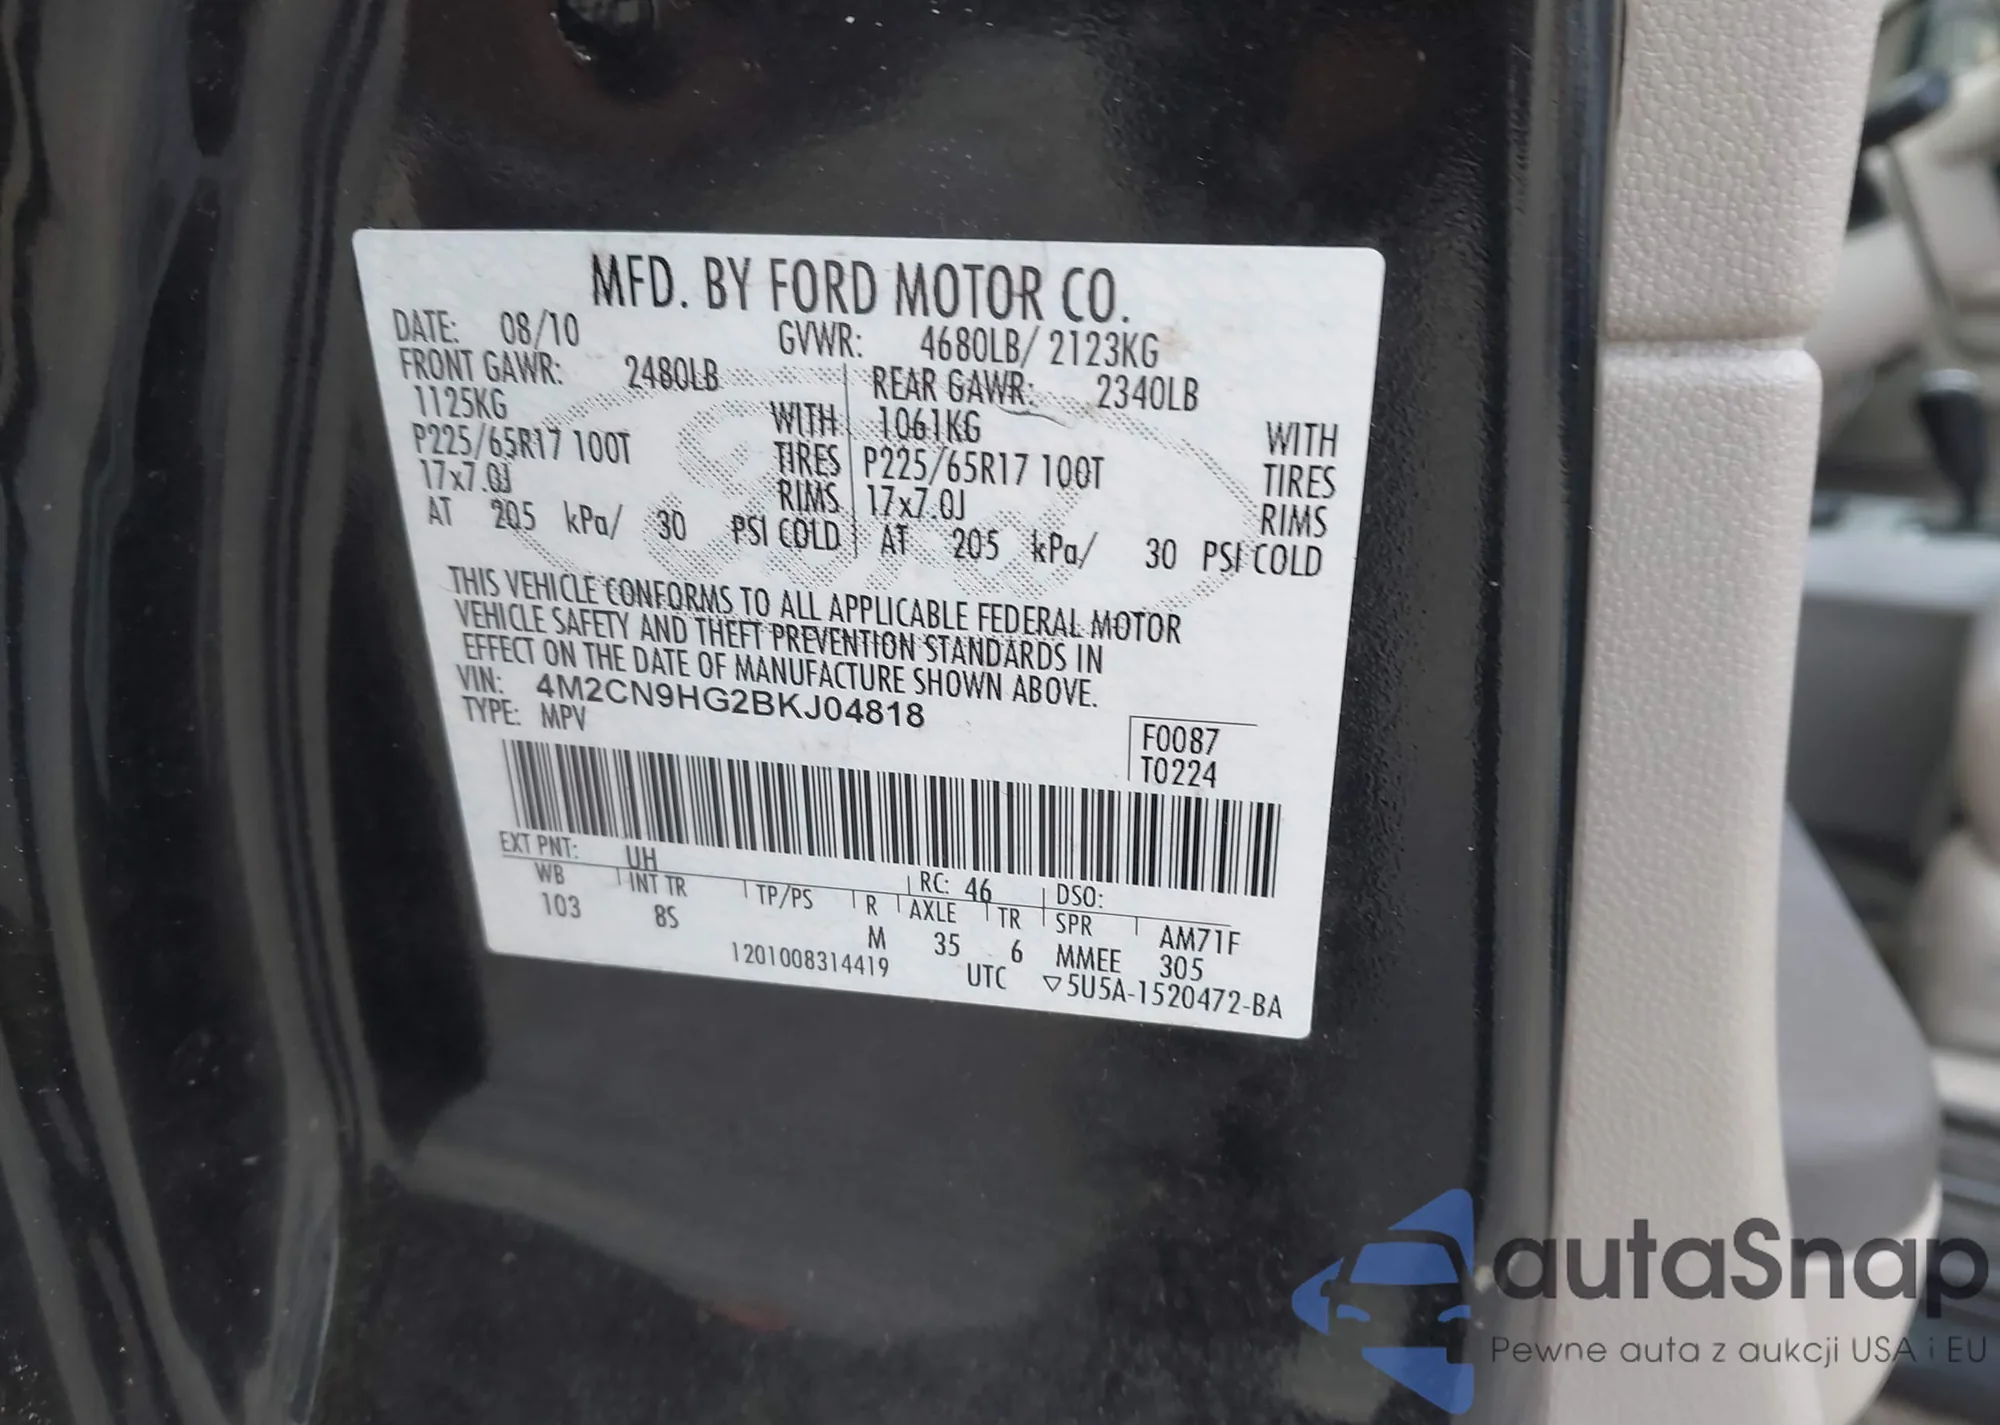 MFD. BY FORD MOTOR CO.
DATE: 08/10 GVWR: 4680LB/ 2123KG
FRONT GAWR: 2480LB REAR GAWR: 2340LB
1125KG WITH 1061KG WITH
P225/65R17 100T TIRES P225/65R17 100T TIRES
17x7.0J RIMS 17x7.0J RIMS
AT 205 kPa/ 30 PSI COLD AT 205 kPa/ 30 PSI COLD
THIS VEHICLE CONFORMS TO ALL APPLICABLE FEDERAL MOTOR
VEHICLE SAFETY AND THEFT PREVENTION STANDARDS IN
EFFECT ON THE DATE OF MANUFACTURE SHOWN ABOVE.
VIN: 4M2CN9HG2BKJ04818
TYPE: MPV
F0087
T0224
EXT PNT: UH RC: 46 DSO:
WB INT TR TP/PS R AXLE TR SPR AM71F
103 8S M 35 6 MMEE 305
1201008314419 UTC ▽5U5A-1520472-BA
autaSnap
Pewne auta z aukcji USA i EU